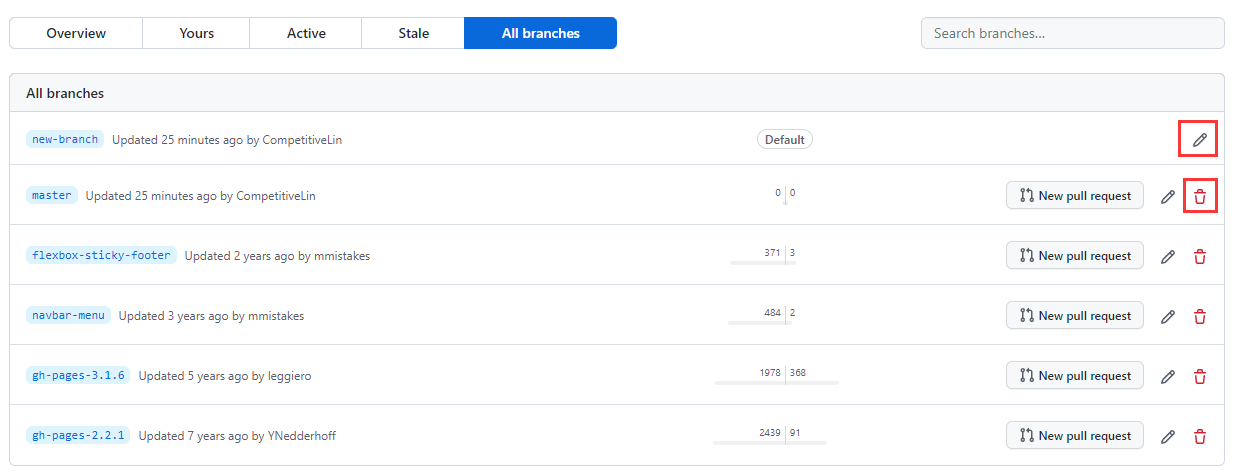 Overview Yours Active Stale All branches Search branches...
All branches
new-branch Updated 25 minutes ago by CompetitiveLin Default
master Updated 25 minutes ago by CompetitiveLin 0 0 New pull request
flexbox-sticky-footer Updated 2 years ago by mmistakes 371 3 New pull request
navbar-menu Updated 3 years ago by mmistakes 484 2 New pull request
gh-pages-3.1.6 Updated 5 years ago by leggiero 1978 368 New pull request
gh-pages-2.2.1 Updated 7 years ago by YNedderhoff 2439 91 New pull request